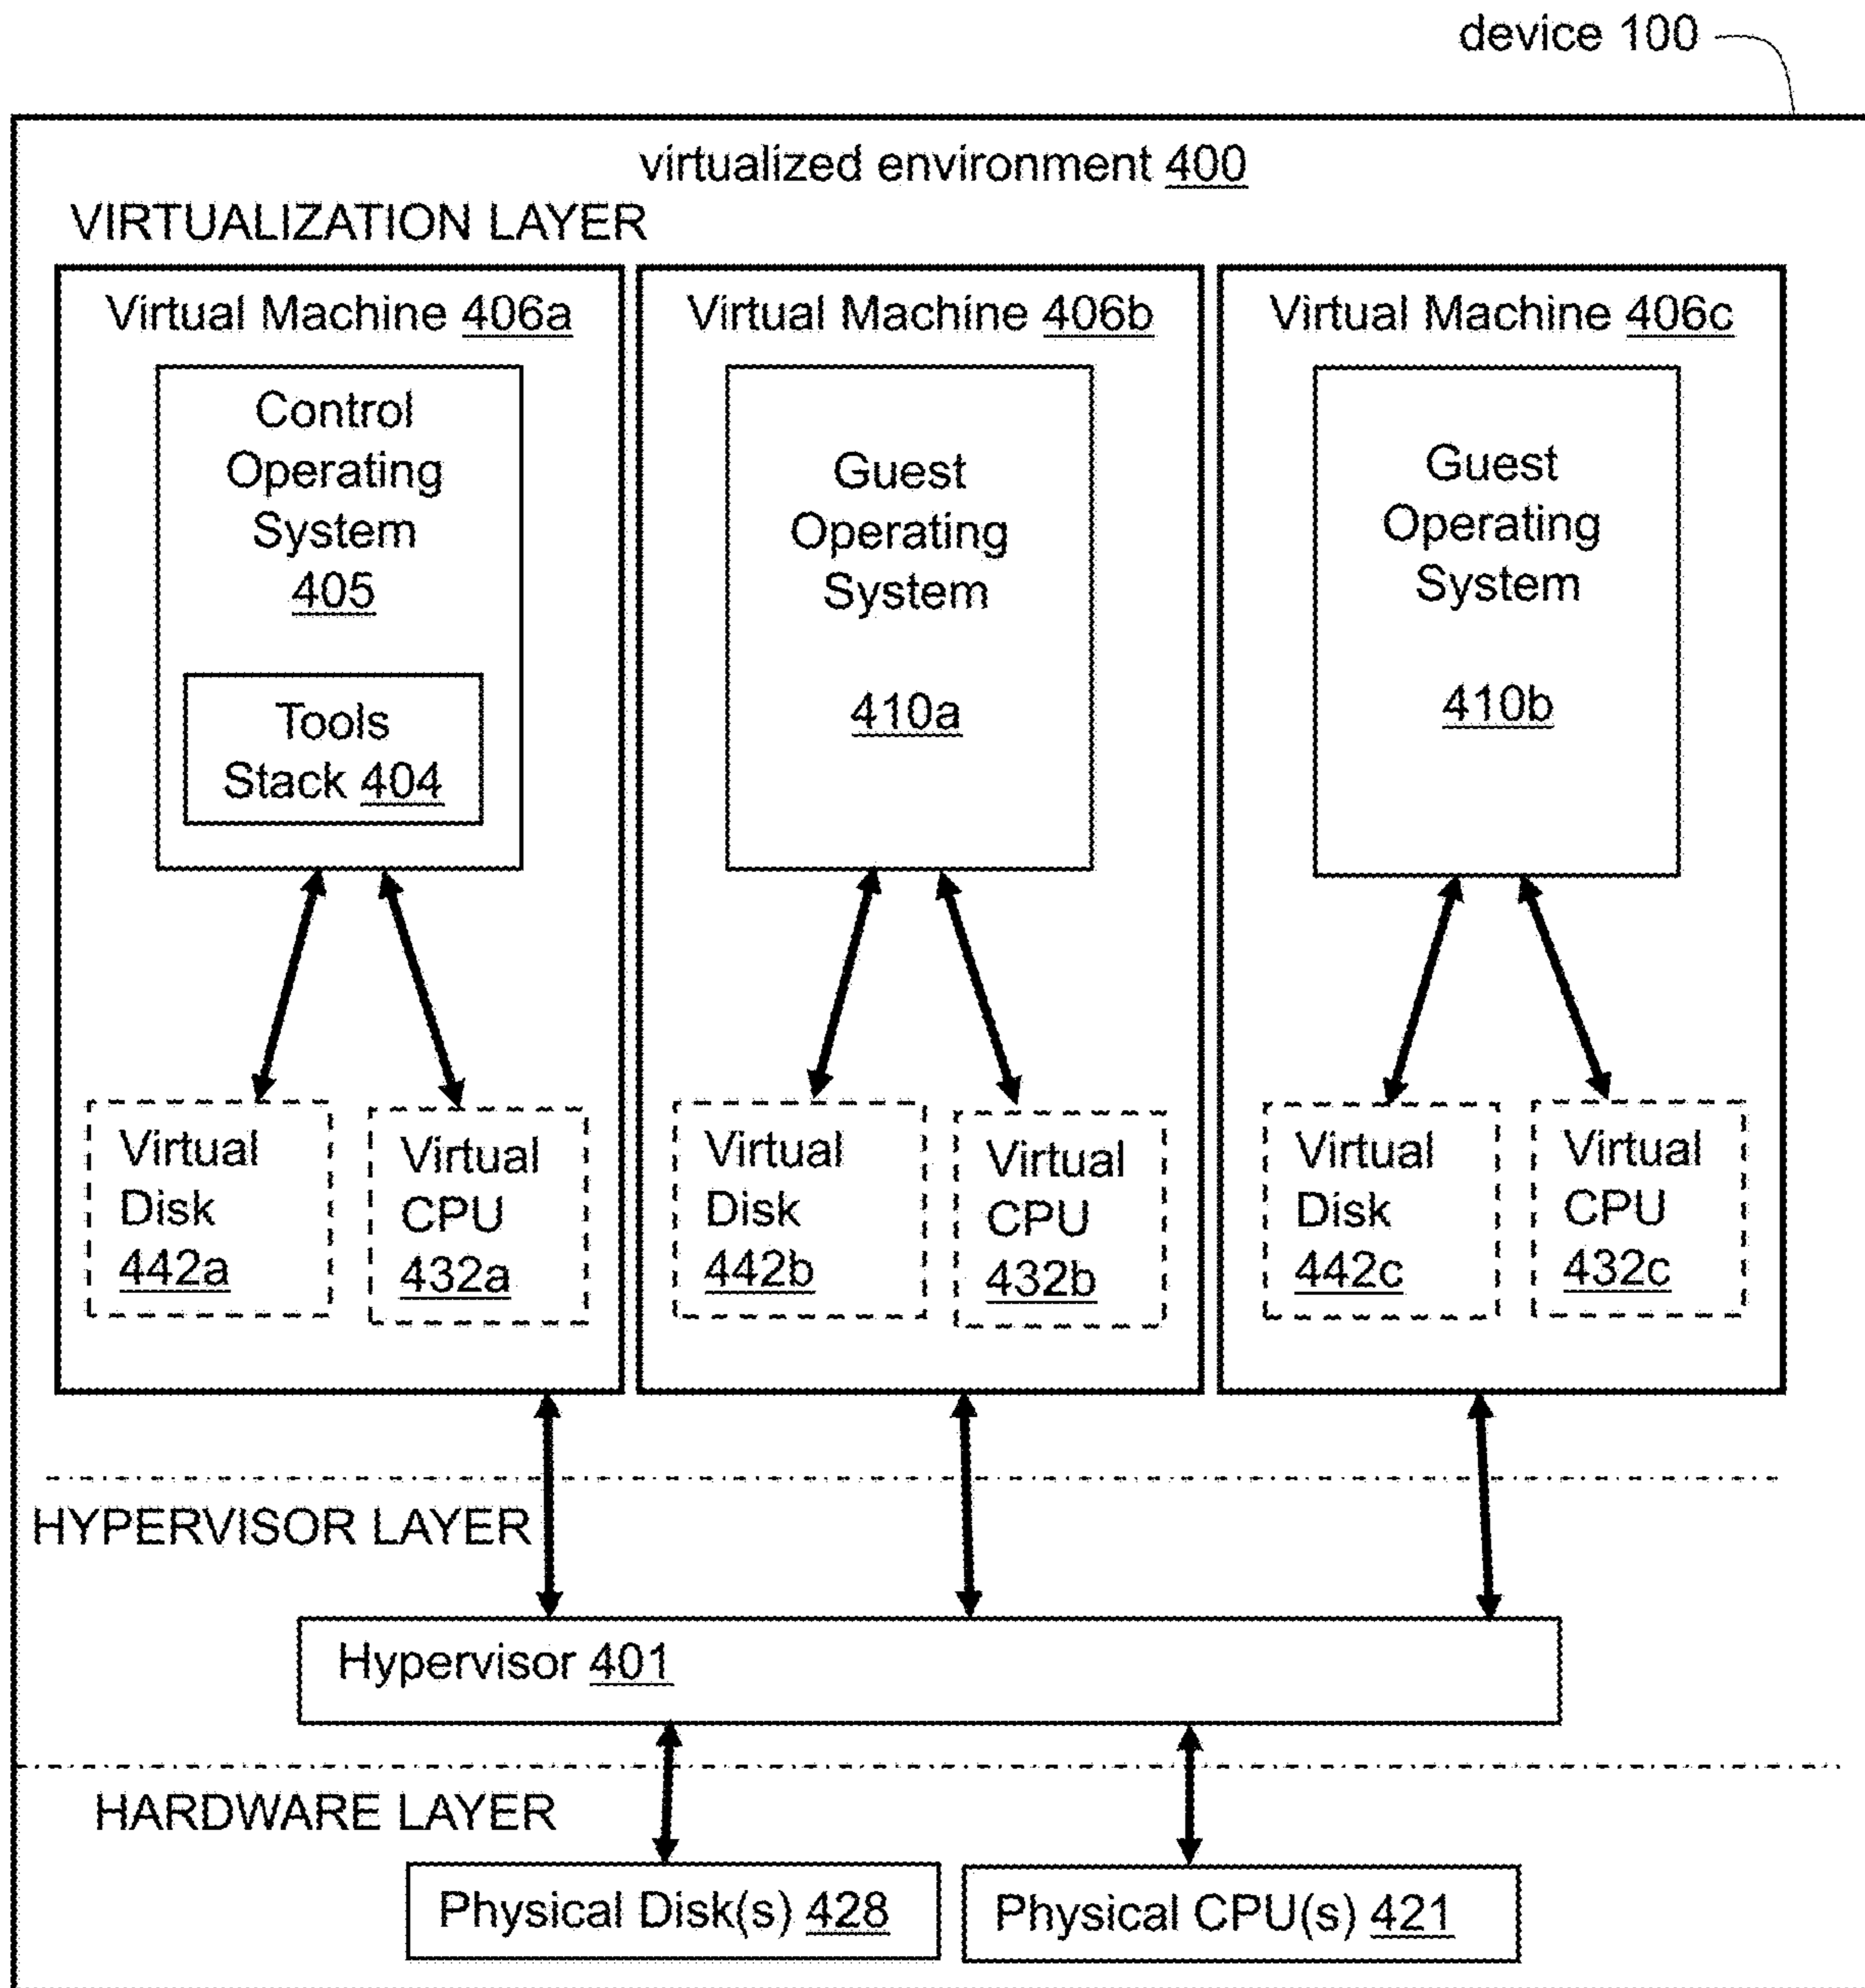 device 100
virtualized environment 400
VIRTUALIZATION LAYER
Virtual Machine 406a
Control
Operating
System
405
Tools
Stack 404
Virtual
Disk
442a
Virtual
CPU
432a
Virtual Machine 406b
Guest
Operating
System
410a
Virtual
Disk
442b
Virtual
CPU
432b
Virtual Machine 406c
Guest
Operating
System
410b
Virtual
Disk
442c
Virtual
CPU
432c
HYPERVISOR LAYER
Hypervisor 401
HARDWARE LAYER
Physical Disk(s) 428
Physical CPU(s) 421